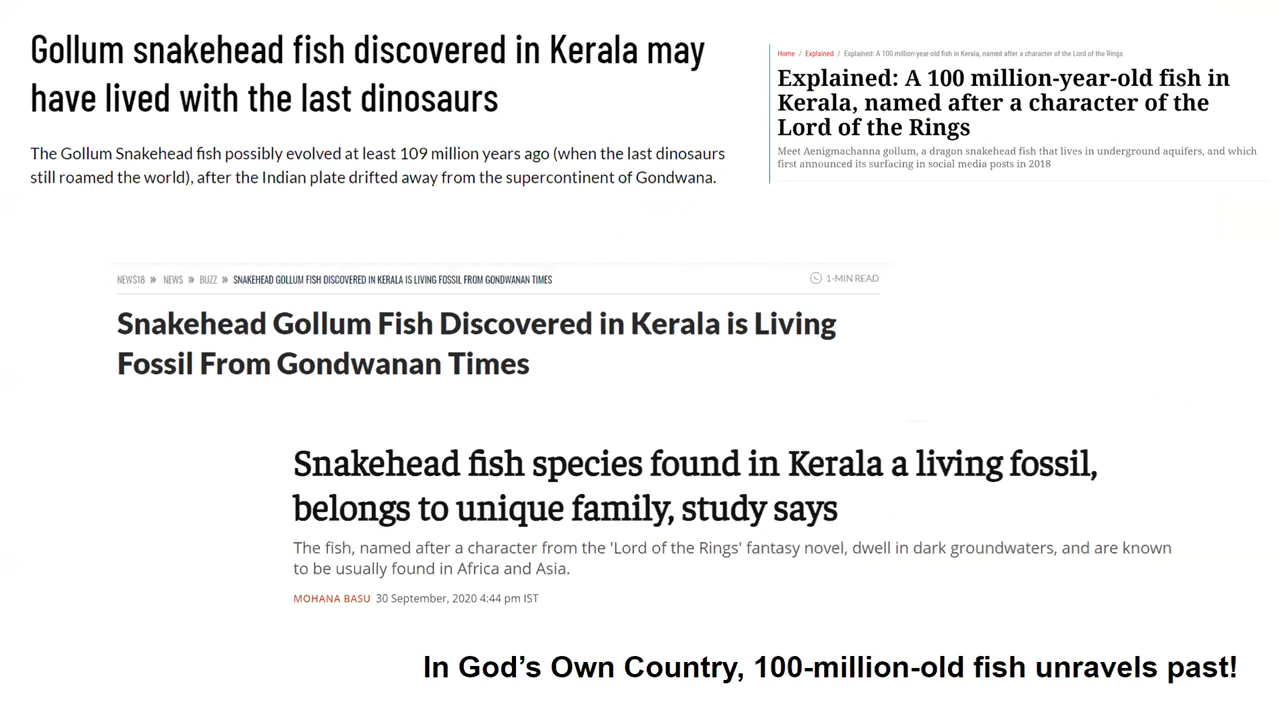 Gollum snakehead fish discovered in Kerala may
have lived with the last dinosaurs
The Gollum Snakehead fish possibly evolved at least 109 million years ago (when the last dinosaurs
still roamed the world), after the Indian plate drifted away from the supercontinent of Gondwana.
Home / Explained / Explained: A 100 million-year-old fish in Kerala, named after a character of the Lord of the Rings
Explained: A 100 million-year-old fish in
Kerala, named after a character of the
Lord of the Rings
Meet Aenigmachanna gollum, a dragon snakehead fish that lives in underground aquifers, and which
first announced its surfacing in social media posts in 2018
NEWS18 » NEWS » BUZZ » SNAKEHEAD GOLLUM FISH DISCOVERED IN KERALA IS LIVING FOSSIL FROM GONDWANAN TIMES
1-MIN READ
Snakehead Gollum Fish Discovered in Kerala is Living
Fossil From Gondwanan Times
Snakehead fish species found in Kerala a living fossil,
belongs to unique family, study says
The fish, named after a character from the 'Lord of the Rings' fantasy novel, dwell in dark groundwaters, and are known
to be usually found in Africa and Asia.
MOHANA BASU 30 September, 2020 4:44 pm IST
In God's Own Country, 100-million-old fish unravels past!